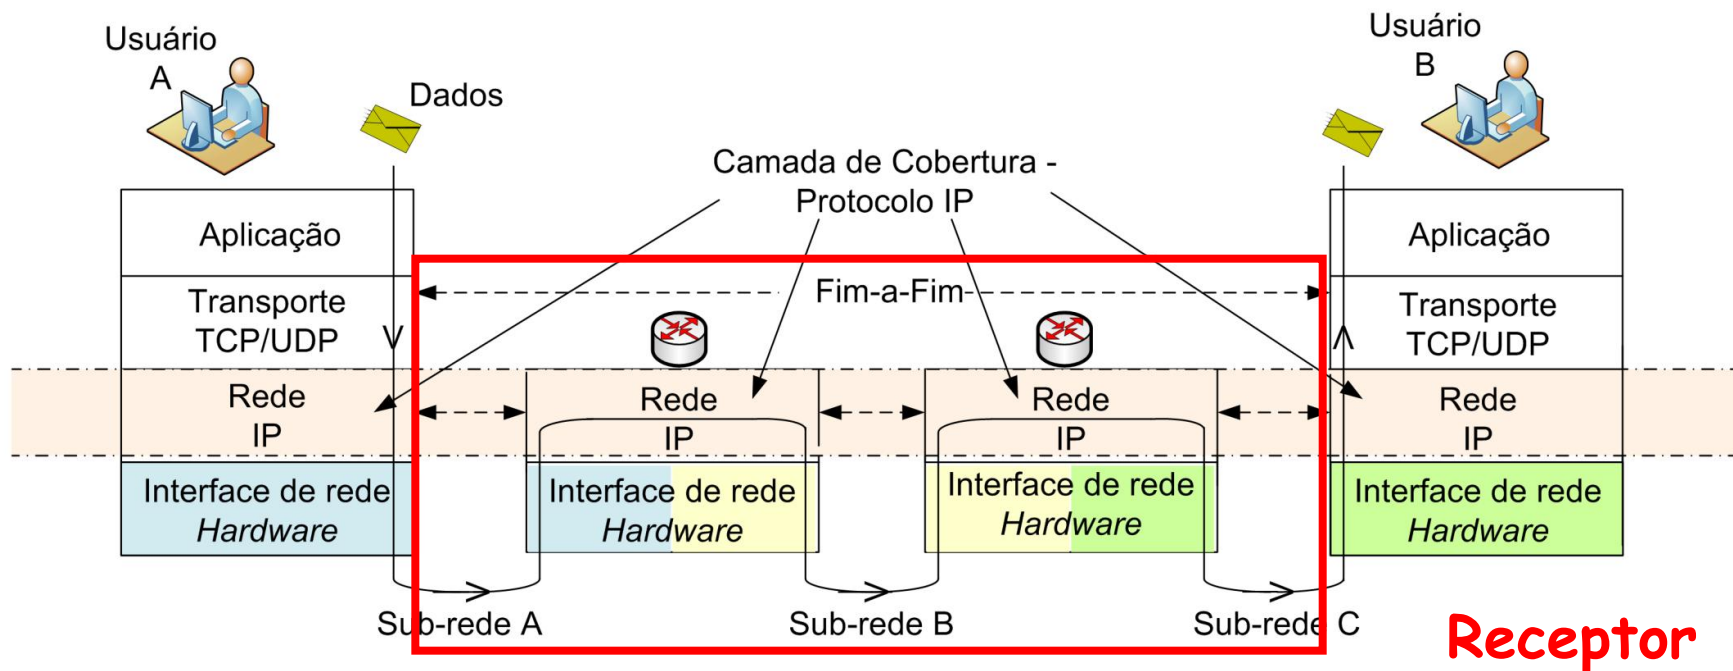 Usuário
A
Dados
Usuário
B
Camada de Cobertura -
Protocolo IP
Aplicação
Aplicação
Fim-a-Fim
Transporte
TCP/UDP
Transporte
TCP/UDP
Rede
IP
Rede
IP
Rede
IP
Rede
IP
Interface de rede
Hardware
Interface de rede
Hardware
Interface de rede
Hardware
Interface de rede
Hardware
Sub-rede A
Sub-rede B
Sub-rede C
Receptor